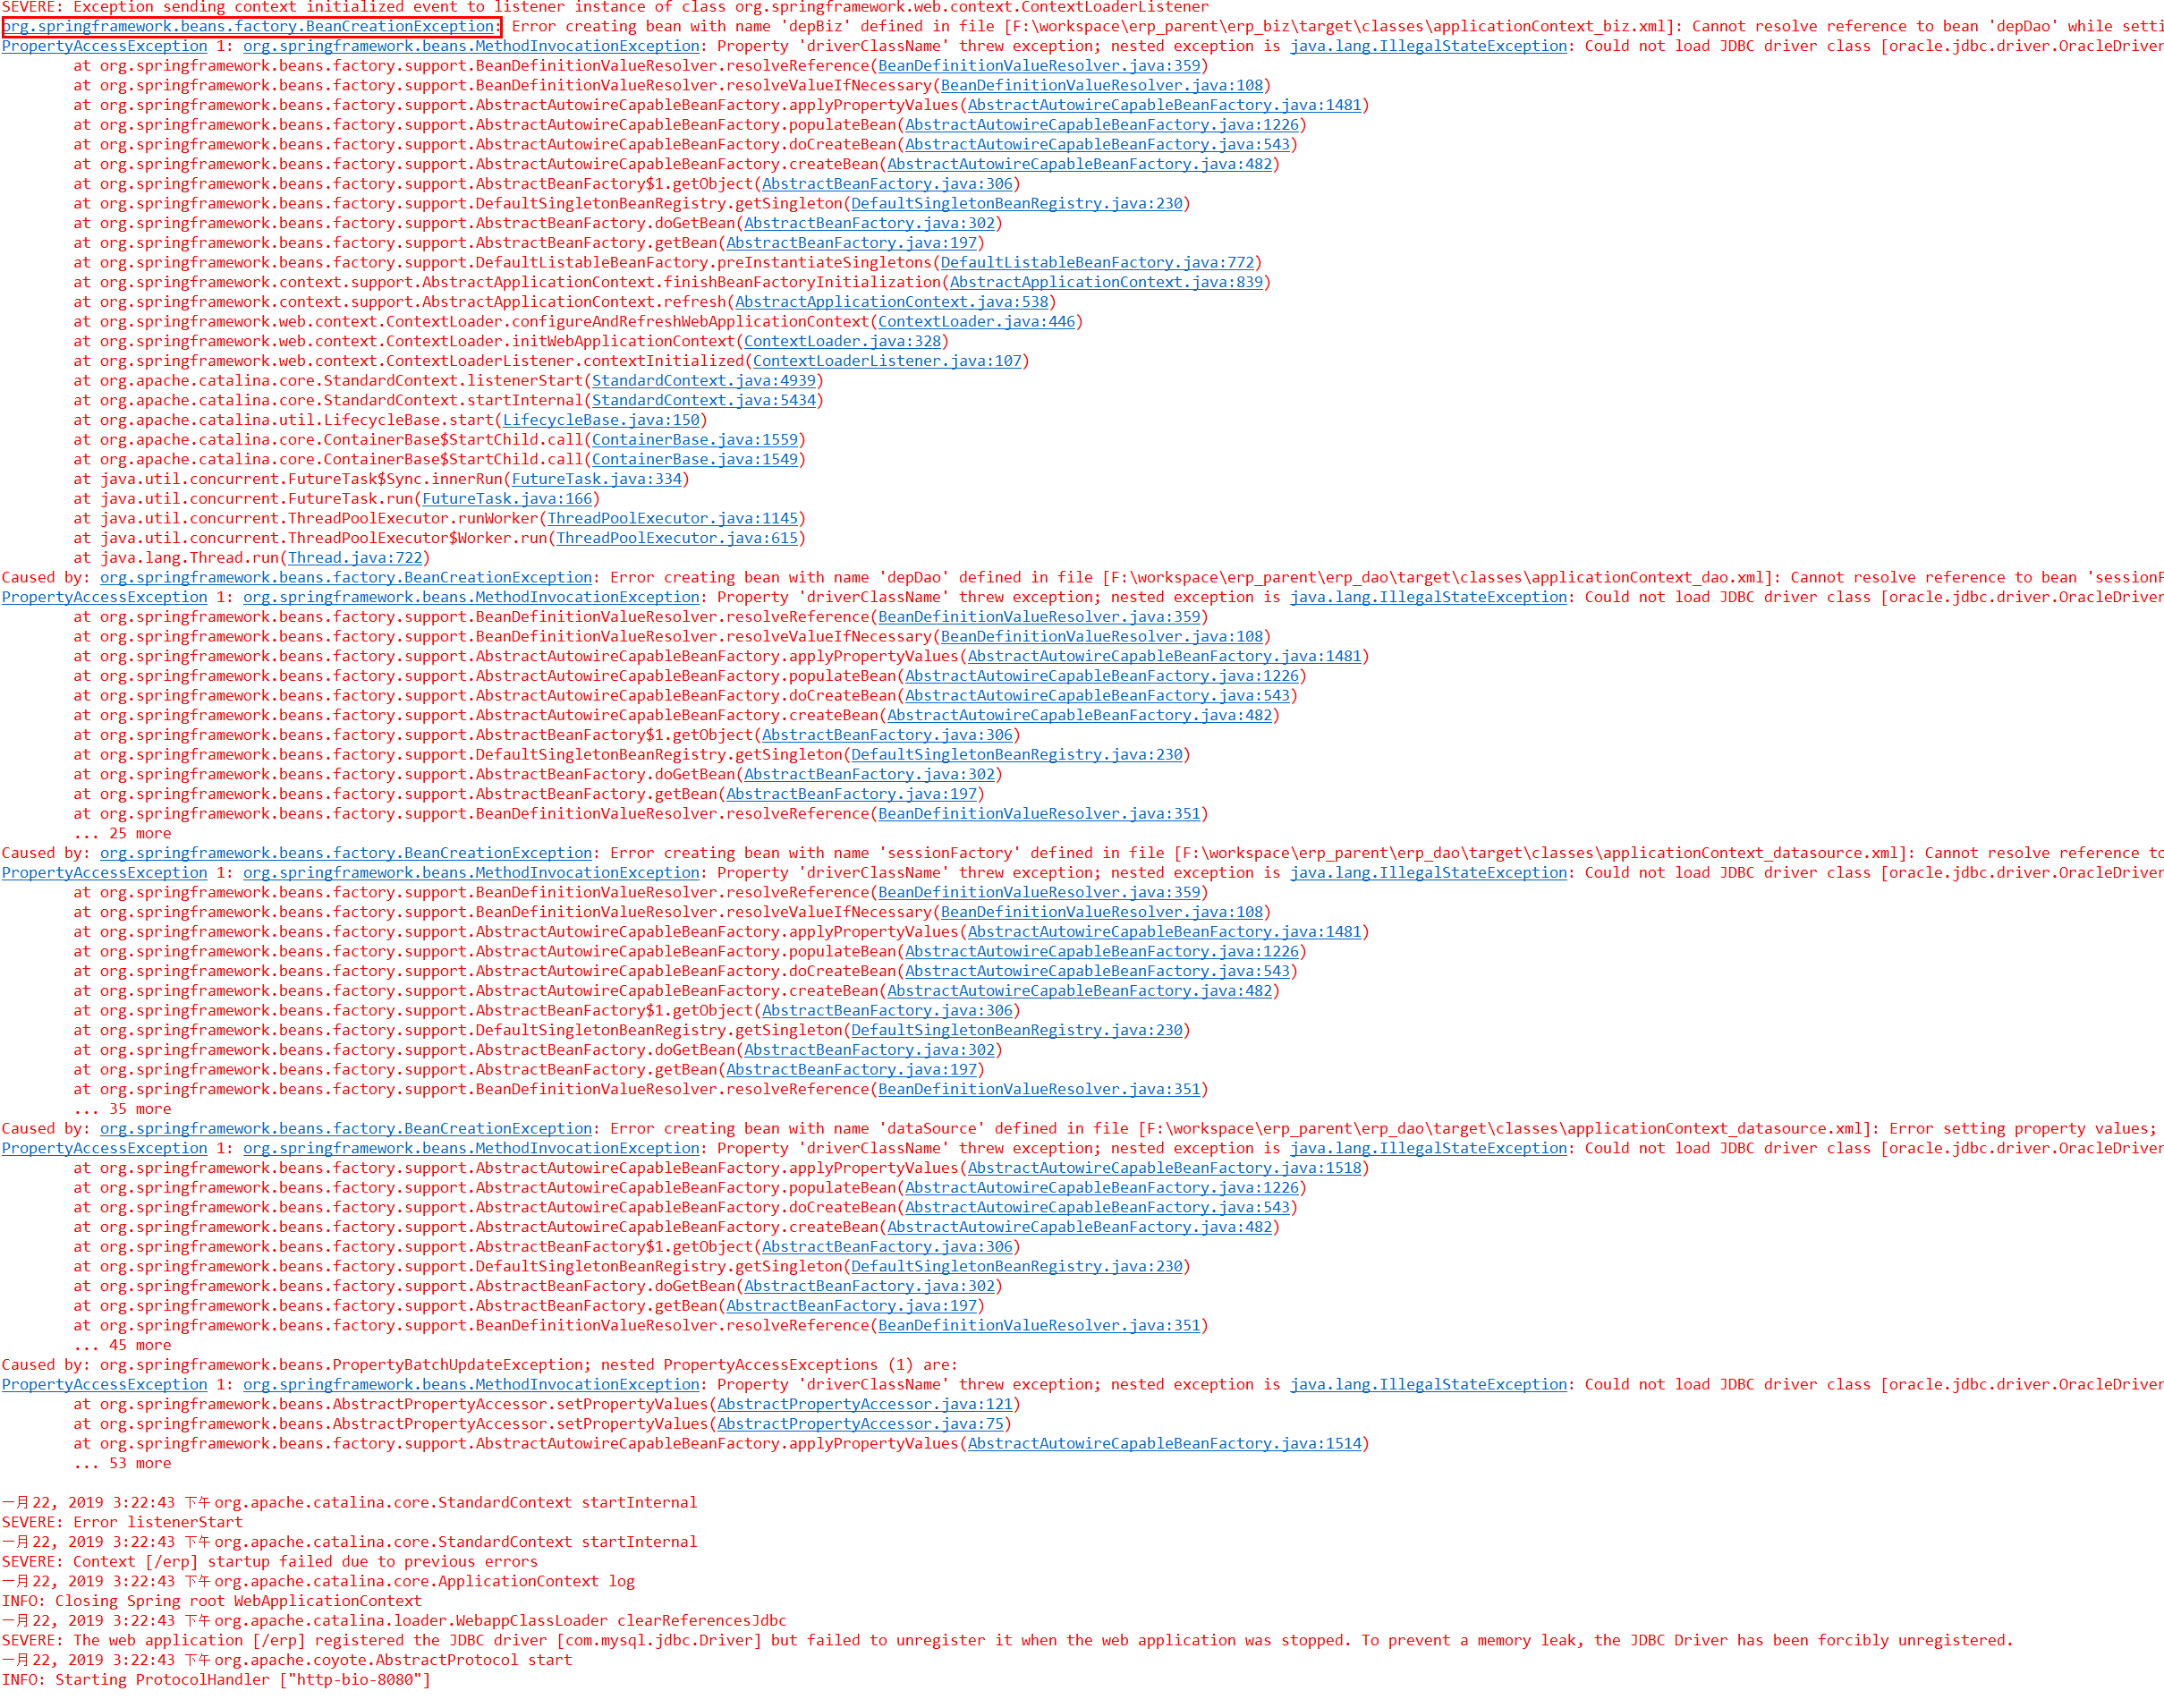 SEVERE: Exception sending context initialized event to listener instance of class org.springframework.web.context.ContextLoaderListener
org.springframework.beans.factory.BeanCreationException: Error creating bean with name 'depBiz' defined in file [F:\workspace\erp_parent\erp_biz\target\classes\applicationContext_biz.xml]: Cannot resolve reference to bean 'depDao' while setti
PropertyAccessException 1: org.springframework.beans.MethodInvocationException: Property 'driverClassName' threw exception; nested exception is java.lang.IllegalStateException: Could not load JDBC driver class [oracle.jdbc.driver.OracleDriver
at org.springframework.beans.factory.support.BeanDefinitionValueResolver.resolveReference(BeanDefinitionValueResolver.java:359)
at org.springframework.beans.factory.support.BeanDefinitionValueResolver.resolveValueIfNecessary(BeanDefinitionValueResolver.java:108)
at org.springframework.beans.factory.support.AbstractAutowireCapableBeanFactory.applyPropertyValues(AbstractAutowireCapableBeanFactory.java:1481)
at org.springframework.beans.factory.support.AbstractAutowireCapableBeanFactory.populateBean(AbstractAutowireCapableBeanFactory.java:1226)
at org.springframework.beans.factory.support.AbstractAutowireCapableBeanFactory.doCreateBean(AbstractAutowireCapableBeanFactory.java:543)
at org.springframework.beans.factory.support.AbstractAutowireCapableBeanFactory.createBean(AbstractAutowireCapableBeanFactory.java:482)
at org.springframework.beans.factory.support.AbstractBeanFactory$1.getObject(AbstractBeanFactory.java:306)
at org.springframework.beans.factory.support.DefaultSingletonBeanRegistry.getSingleton(DefaultSingletonBeanRegistry.java:230)
at org.springframework.beans.factory.support.AbstractBeanFactory.doGetBean(AbstractBeanFactory.java:302)
at org.springframework.beans.factory.support.AbstractBeanFactory.getBean(AbstractBeanFactory.java:197)
at org.springframework.beans.factory.support.DefaultListableBeanFactory.preInstantiateSingletons(DefaultListableBeanFactory.java:772)
at org.springframework.context.support.AbstractApplicationContext.finishBeanFactoryInitialization(AbstractApplicationContext.java:839)
at org.springframework.context.support.AbstractApplicationContext.refresh(AbstractApplicationContext.java:538)
at org.springframework.web.context.ContextLoader.configureAndRefreshWebApplicationContext(ContextLoader.java:446)
at org.springframework.web.context.ContextLoader.initWebApplicationContext(ContextLoader.java:328)
at org.springframework.web.context.ContextLoaderListener.contextInitialized(ContextLoaderListener.java:107)
at org.apache.catalina.core.StandardContext.listenerStart(StandardContext.java:4939)
at org.apache.catalina.core.StandardContext.startInternal(StandardContext.java:5434)
at org.apache.catalina.util.LifecycleBase.start(LifecycleBase.java:150)
at org.apache.catalina.core.ContainerBase$StartChild.call(ContainerBase.java:1559)
at org.apache.catalina.core.ContainerBase$StartChild.call(ContainerBase.java:1549)
at java.util.concurrent.FutureTask$Sync.innerRun(FutureTask.java:334)
at java.util.concurrent.FutureTask.run(FutureTask.java:166)
at java.util.concurrent.ThreadPoolExecutor.runWorker(ThreadPoolExecutor.java:1145)
at java.util.concurrent.ThreadPoolExecutor$Worker.run(ThreadPoolExecutor.java:615)
at java.lang.Thread.run(Thread.java:722)
Caused by: org.springframework.beans.factory.BeanCreationException: Error creating bean with name 'depDao' defined in file [F:\workspace\erp_parent\erp_dao\target\classes\applicationContext_dao.xml]: Cannot resolve reference to bean 'sessionF
PropertyAccessException 1: org.springframework.beans.MethodInvocationException: Property 'driverClassName' threw exception; nested exception is java.lang.IllegalStateException: Could not load JDBC driver class [oracle.jdbc.driver.OracleDriver
at org.springframework.beans.factory.support.BeanDefinitionValueResolver.resolveReference(BeanDefinitionValueResolver.java:359)
at org.springframework.beans.factory.support.BeanDefinitionValueResolver.resolveValueIfNecessary(BeanDefinitionValueResolver.java:108)
at org.springframework.beans.factory.support.AbstractAutowireCapableBeanFactory.applyPropertyValues(AbstractAutowireCapableBeanFactory.java:1481)
at org.springframework.beans.factory.support.AbstractAutowireCapableBeanFactory.populateBean(AbstractAutowireCapableBeanFactory.java:1226)
at org.springframework.beans.factory.support.AbstractAutowireCapableBeanFactory.doCreateBean(AbstractAutowireCapableBeanFactory.java:543)
at org.springframework.beans.factory.support.AbstractAutowireCapableBeanFactory.createBean(AbstractAutowireCapableBeanFactory.java:482)
at org.springframework.beans.factory.support.AbstractBeanFactory$1.getObject(AbstractBeanFactory.java:306)
at org.springframework.beans.factory.support.DefaultSingletonBeanRegistry.getSingleton(DefaultSingletonBeanRegistry.java:230)
at org.springframework.beans.factory.support.AbstractBeanFactory.doGetBean(AbstractBeanFactory.java:302)
at org.springframework.beans.factory.support.AbstractBeanFactory.getBean(AbstractBeanFactory.java:197)
at org.springframework.beans.factory.support.BeanDefinitionValueResolver.resolveReference(BeanDefinitionValueResolver.java:351)
... 25 more
Caused by: org.springframework.beans.factory.BeanCreationException: Error creating bean with name 'sessionFactory' defined in file [F:\workspace\erp_parent\erp_dao\target\classes\applicationContext_datasource.xml]: Cannot resolve reference to
PropertyAccessException 1: org.springframework.beans.MethodInvocationException: Property 'driverClassName' threw exception; nested exception is java.lang.IllegalStateException: Could not load JDBC driver class [oracle.jdbc.driver.OracleDriver
at org.springframework.beans.factory.support.BeanDefinitionValueResolver.resolveReference(BeanDefinitionValueResolver.java:359)
at org.springframework.beans.factory.support.BeanDefinitionValueResolver.resolveValueIfNecessary(BeanDefinitionValueResolver.java:108)
at org.springframework.beans.factory.support.AbstractAutowireCapableBeanFactory.applyPropertyValues(AbstractAutowireCapableBeanFactory.java:1481)
at org.springframework.beans.factory.support.AbstractAutowireCapableBeanFactory.populateBean(AbstractAutowireCapableBeanFactory.java:1226)
at org.springframework.beans.factory.support.AbstractAutowireCapableBeanFactory.doCreateBean(AbstractAutowireCapableBeanFactory.java:543)
at org.springframework.beans.factory.support.AbstractAutowireCapableBeanFactory.createBean(AbstractAutowireCapableBeanFactory.java:482)
at org.springframework.beans.factory.support.AbstractBeanFactory$1.getObject(AbstractBeanFactory.java:306)
at org.springframework.beans.factory.support.DefaultSingletonBeanRegistry.getSingleton(DefaultSingletonBeanRegistry.java:230)
at org.springframework.beans.factory.support.AbstractBeanFactory.doGetBean(AbstractBeanFactory.java:302)
at org.springframework.beans.factory.support.AbstractBeanFactory.getBean(AbstractBeanFactory.java:197)
at org.springframework.beans.factory.support.BeanDefinitionValueResolver.resolveReference(BeanDefinitionValueResolver.java:351)
... 35 more
Caused by: org.springframework.beans.factory.BeanCreationException: Error creating bean with name 'dataSource' defined in file [F:\workspace\erp_parent\erp_dao\target\classes\applicationContext_datasource.xml]: Error setting property values;
PropertyAccessException 1: org.springframework.beans.MethodInvocationException: Property 'driverClassName' threw exception; nested exception is java.lang.IllegalStateException: Could not load JDBC driver class [oracle.jdbc.driver.OracleDriver
at org.springframework.beans.factory.support.AbstractAutowireCapableBeanFactory.applyPropertyValues(AbstractAutowireCapableBeanFactory.java:1518)
at org.springframework.beans.factory.support.AbstractAutowireCapableBeanFactory.populateBean(AbstractAutowireCapableBeanFactory.java:1226)
at org.springframework.beans.factory.support.AbstractAutowireCapableBeanFactory.doCreateBean(AbstractAutowireCapableBeanFactory.java:543)
at org.springframework.beans.factory.support.AbstractAutowireCapableBeanFactory.createBean(AbstractAutowireCapableBeanFactory.java:482)
at org.springframework.beans.factory.support.AbstractBeanFactory$1.getObject(AbstractBeanFactory.java:306)
at org.springframework.beans.factory.support.DefaultSingletonBeanRegistry.getSingleton(DefaultSingletonBeanRegistry.java:230)
at org.springframework.beans.factory.support.AbstractBeanFactory.doGetBean(AbstractBeanFactory.java:302)
at org.springframework.beans.factory.support.AbstractBeanFactory.getBean(AbstractBeanFactory.java:197)
at org.springframework.beans.factory.support.BeanDefinitionValueResolver.resolveReference(BeanDefinitionValueResolver.java:351)
... 45 more
Caused by: org.springframework.beans.PropertyBatchUpdateException; nested PropertyAccessExceptions (1) are:
PropertyAccessException 1: org.springframework.beans.MethodInvocationException: Property 'driverClassName' threw exception; nested exception is java.lang.IllegalStateException: Could not load JDBC driver class [oracle.jdbc.driver.OracleDriver
at org.springframework.beans.AbstractPropertyAccessor.setPropertyValues(AbstractPropertyAccessor.java:121)
at org.springframework.beans.AbstractPropertyAccessor.setPropertyValues(AbstractPropertyAccessor.java:75)
at org.springframework.beans.factory.support.AbstractAutowireCapableBeanFactory.applyPropertyValues(AbstractAutowireCapableBeanFactory.java:1514)
... 53 more
一月 22, 2019 3:22:43 下午 org.apache.catalina.core.StandardContext startInternal
SEVERE: Error listenerStart
一月 22, 2019 3:22:43 下午 org.apache.catalina.core.StandardContext startInternal
SEVERE: Context [/erp] startup failed due to previous errors
一月 22, 2019 3:22:43 下午 org.apache.catalina.core.ApplicationContext log
INFO: Closing Spring root WebApplicationContext
一月 22, 2019 3:22:43 下午 org.apache.catalina.loader.WebappClassLoader clearReferencesJdbc
SEVERE: The web application [/erp] registered the JDBC driver [com.mysql.jdbc.Driver] but failed to unregister it when the web application was stopped. To prevent a memory leak, the JDBC Driver has been forcibly unregistered.
一月 22, 2019 3:22:43 下午 org.apache.coyote.AbstractProtocol start
INFO: Starting ProtocolHandler ["http-bio-8080"]